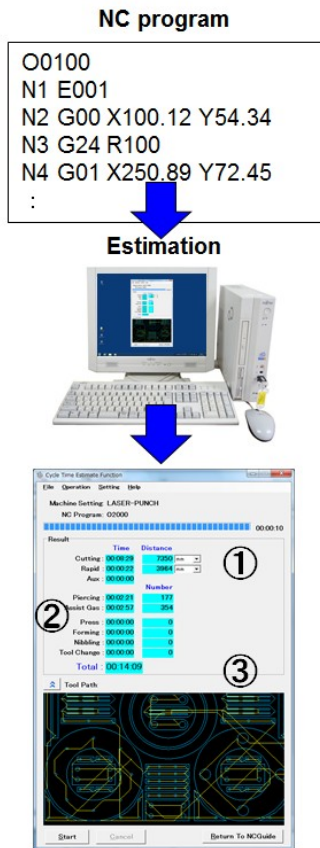 NC program
O0100
N1 E001
N2 G00 X100.12 Y54.34
N3 G24 R100
N4 G01 X250.89 Y72.45
:
Estimation
Cycle Time Estimate Function
File Operation Setting Help
Machine Setting LASER-PUNCH
NC Program: O2000
00:00:10
Result
Time Distance
Cutting : 00:08:29 7350 mm
Rapid : 00:00:22 3964 mm
Aux : 00:00:00
①
Number
Piercing : 00:02:21 177
② Assist Gas : 00:02:57 354
Press : 00:00:00 0
Forming : 00:00:00 0
Nibbling : 00:00:00 0
Tool Change : 00:00:00 0
Total : 00:14:09
③
Tool Path
Start Cancel Return To NCGuide